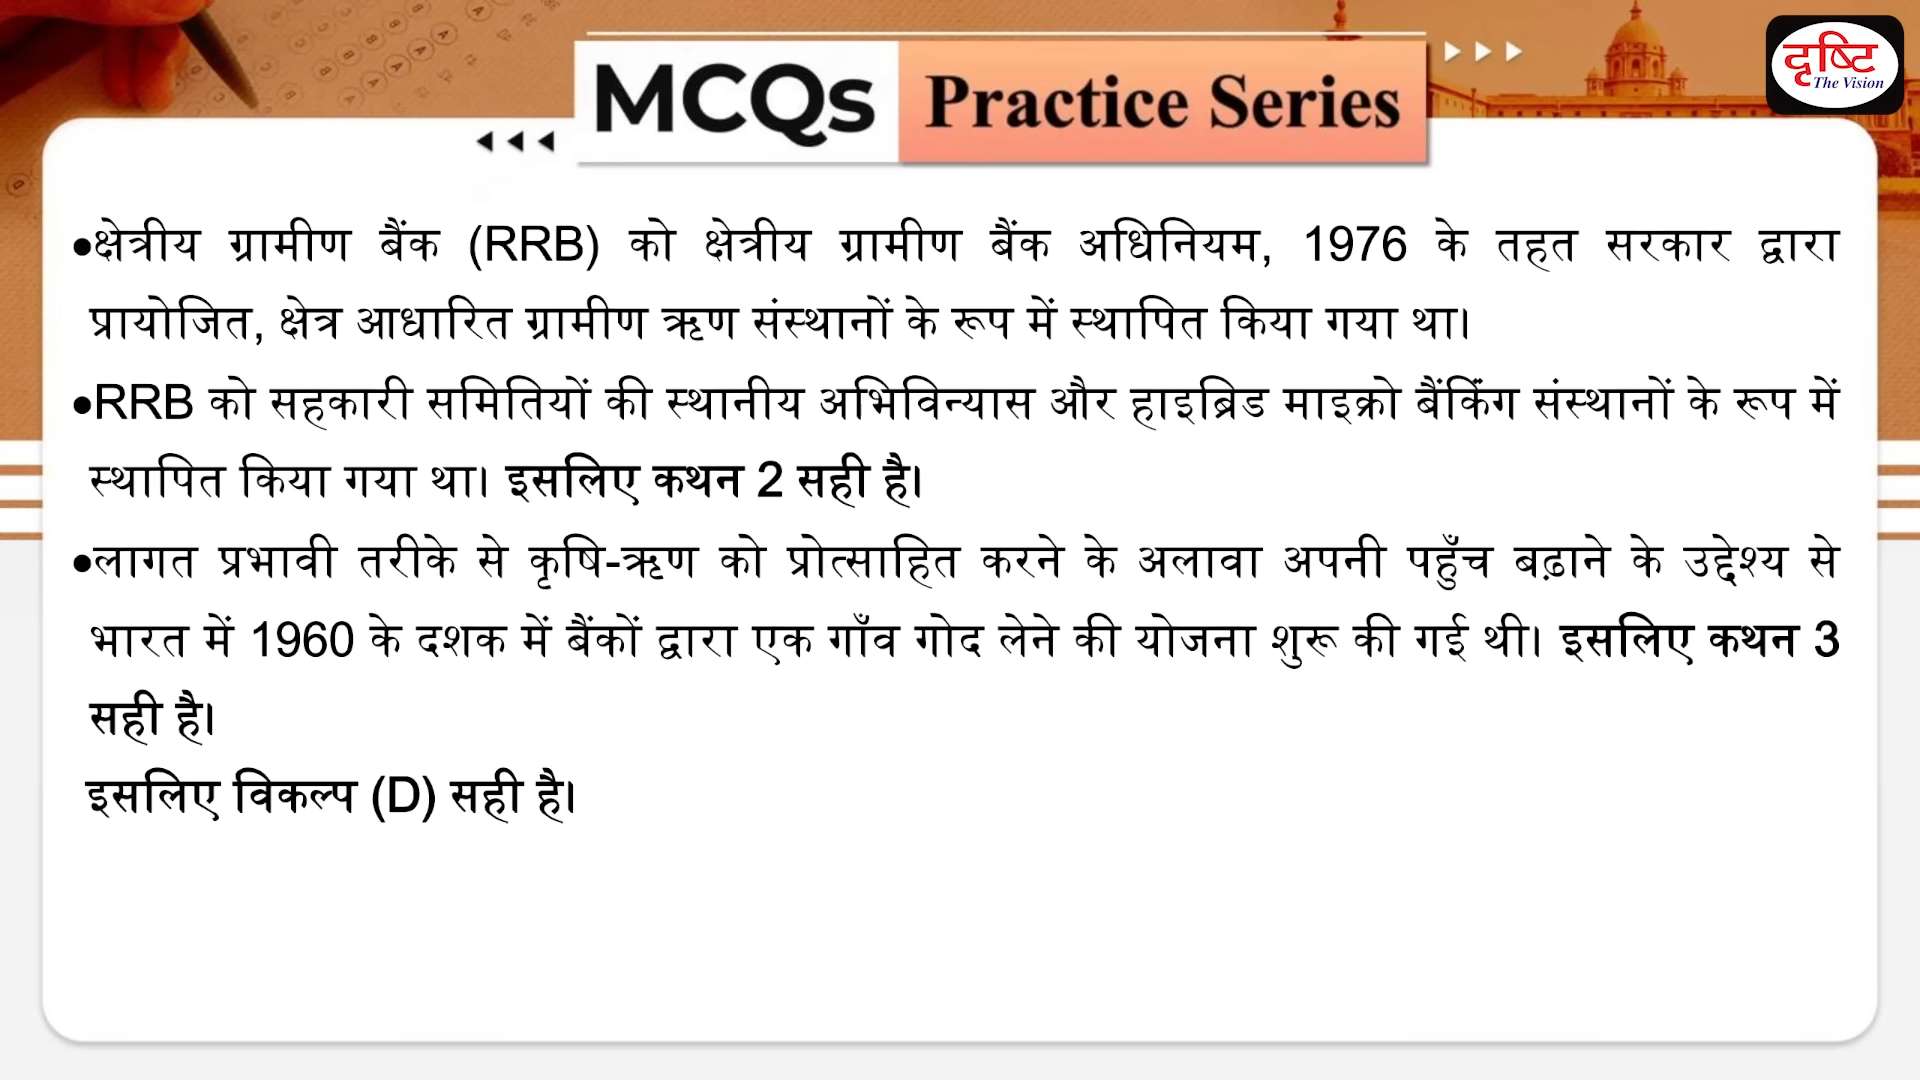 MCQs Practice Series
दृष्टि
The Vision
•क्षेत्रीय ग्रामीण बैंक (RRB) को क्षेत्रीय ग्रामीण बैंक अधिनियम, 1976 के तहत सरकार द्वारा
प्रायोजित, क्षेत्र आधारित ग्रामीण ऋण संस्थानों के रूप में स्थापित किया गया था।
•RRB को सहकारी समितियों की स्थानीय अभिविन्यास और हाइब्रिड माइक्रो बैंकिंग संस्थानों के रूप में
स्थापित किया गया था। इसलिए कथन 2 सही है।
•लागत प्रभावी तरीके से कृषि-ऋण को प्रोत्साहित करने के अलावा अपनी पहुँच बढ़ाने के उद्देश्य से
भारत में 1960 के दशक में बैंकों द्वारा एक गाँव गोद लेने की योजना शुरू की गई थी। इसलिए कथन 3
सही है।
इसलिए विकल्प (D) सही है।